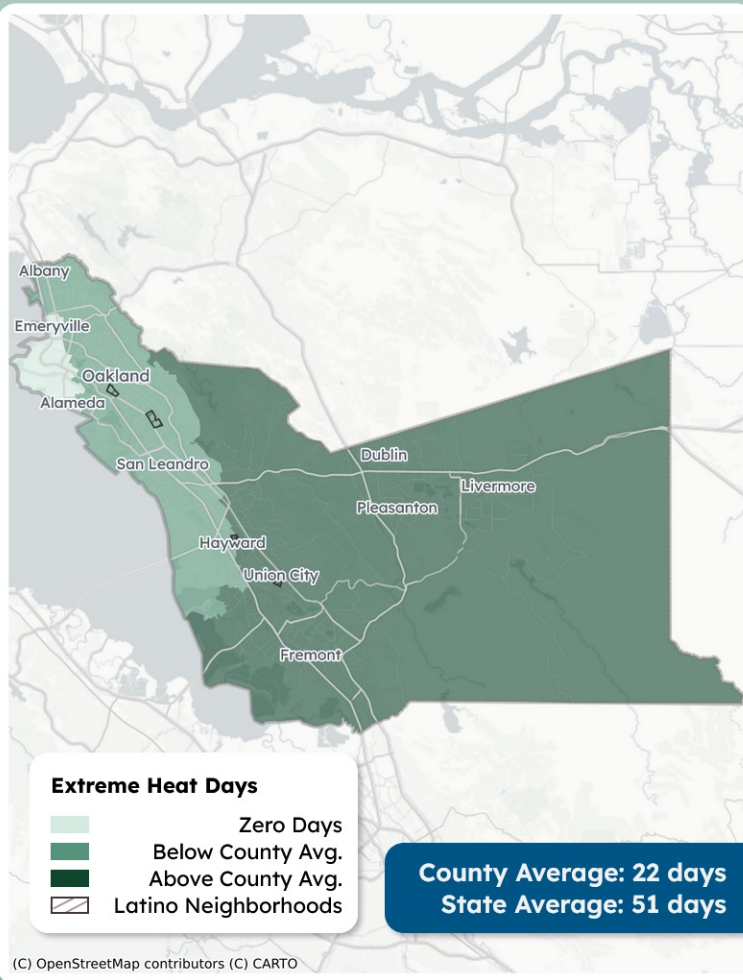 Albany
Emeryville
Oakland
Alameda
San Leandro
Dublin
Livermore
Pleasanton
Hayward
Union City
Fremont
Extreme Heat Days
Zero Days
Below County Avg.
Above County Avg.
Latino Neighborhoods
County Average: 22 days
State Average: 51 days
(C) OpenStreetMap contributors (C) CARTO